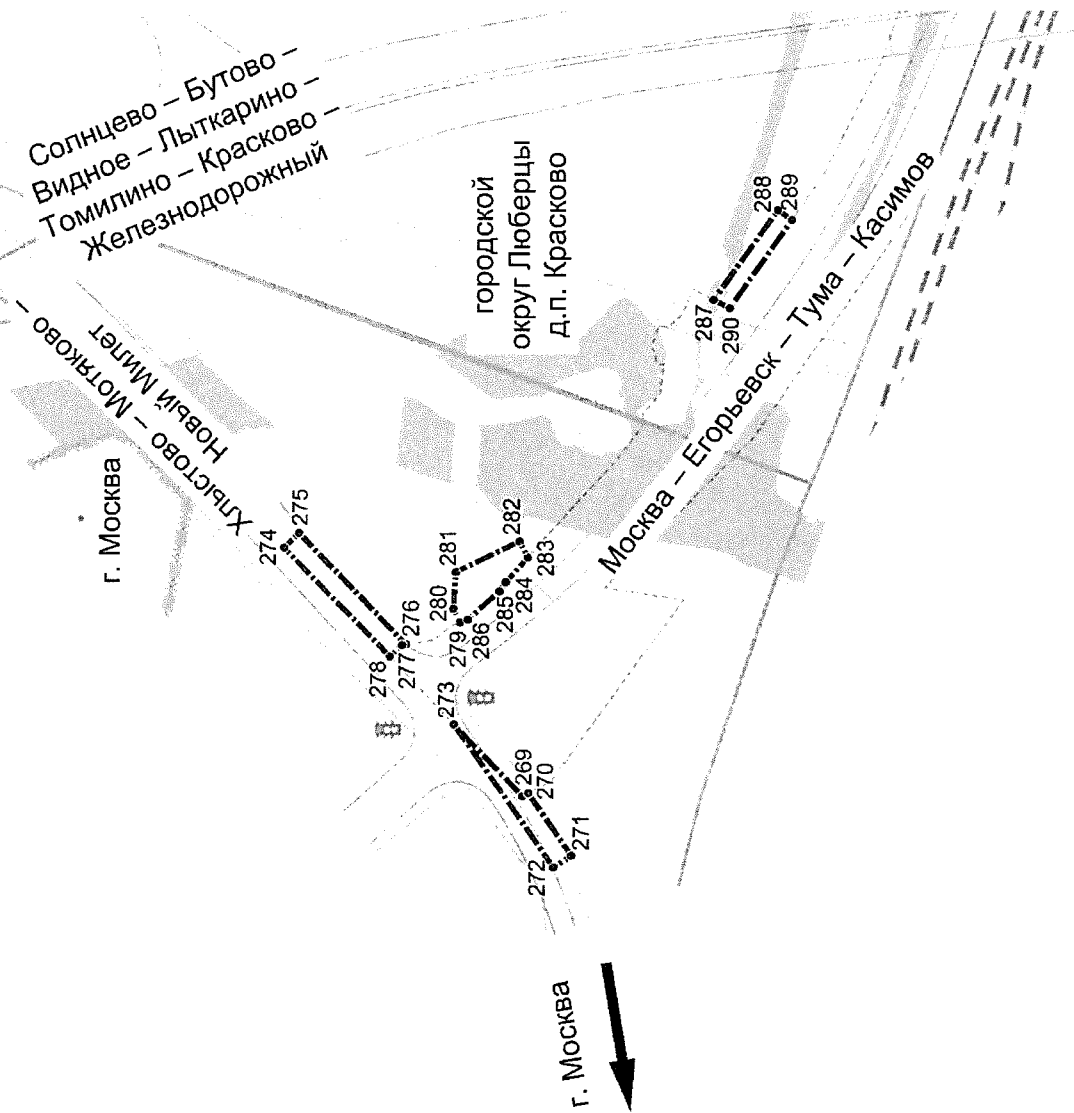 Солнцево – Бутово –
Видное – Лыткарино –
Томилино – Красково –
Железнодорожный
Хлыстово – Мотяково –
Новый Милет
г. Москва
городской
округ Люберцы
д.п. Красково
Москва – Егорьевск – Тума – Касимов
г. Москва
274
275
276
277
278
273
279
280
281
282
283
284
285
286
269
270
271
272
287
288
289
290